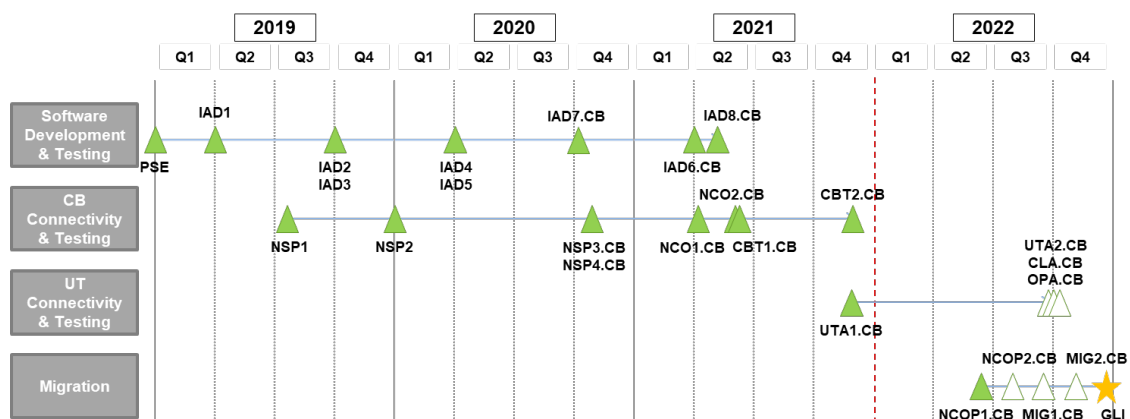 2019
2020
2021
2022
Q1 Q2 Q3 Q4 Q1 Q2 Q3 Q4 Q1 Q2 Q3 Q4 Q1 Q2 Q3 Q4
Software
Development
& Testing
IAD1
IAD7.CB
IAD8.CB
PSE
IAD2
IAD3
IAD4
IAD5
IAD6.CB
CB
Connectivity
& Testing
NCO2.CB
CBT2.CB
NSP1
NSP2
NSP3.CB
NSP4.CB
NCO1.CB
CBT1.CB
UT
Connectivity
& Testing
UTA2.CB
CLA.CB
OPA.CB
UTA1.CB
Migration
NCOP2.CB
MIG2.CB
NCOP1.CB
MIG1.CB
GLI